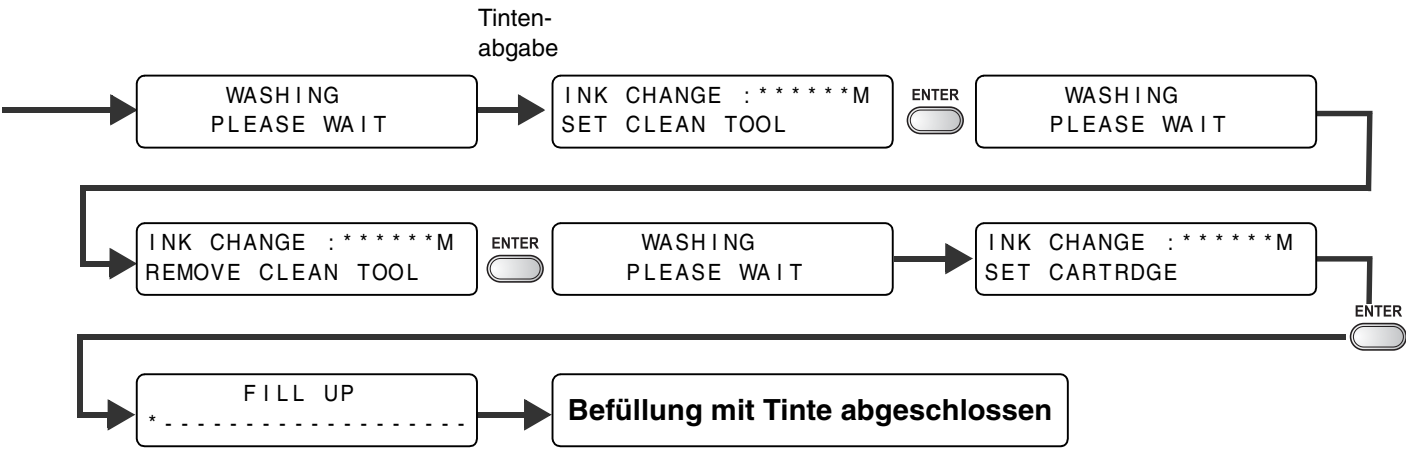 Tinten-
abgabe
WASHING
PLEASE WAIT
INK CHANGE :******M
SET CLEAN TOOL
ENTER
WASHING
PLEASE WAIT
INK CHANGE :******M
REMOVE CLEAN TOOL
ENTER
WASHING
PLEASE WAIT
INK CHANGE :******M
SET CARTRDGE
ENTER
FILL UP
*-------------------
Befüllung mit Tinte abgeschlossen